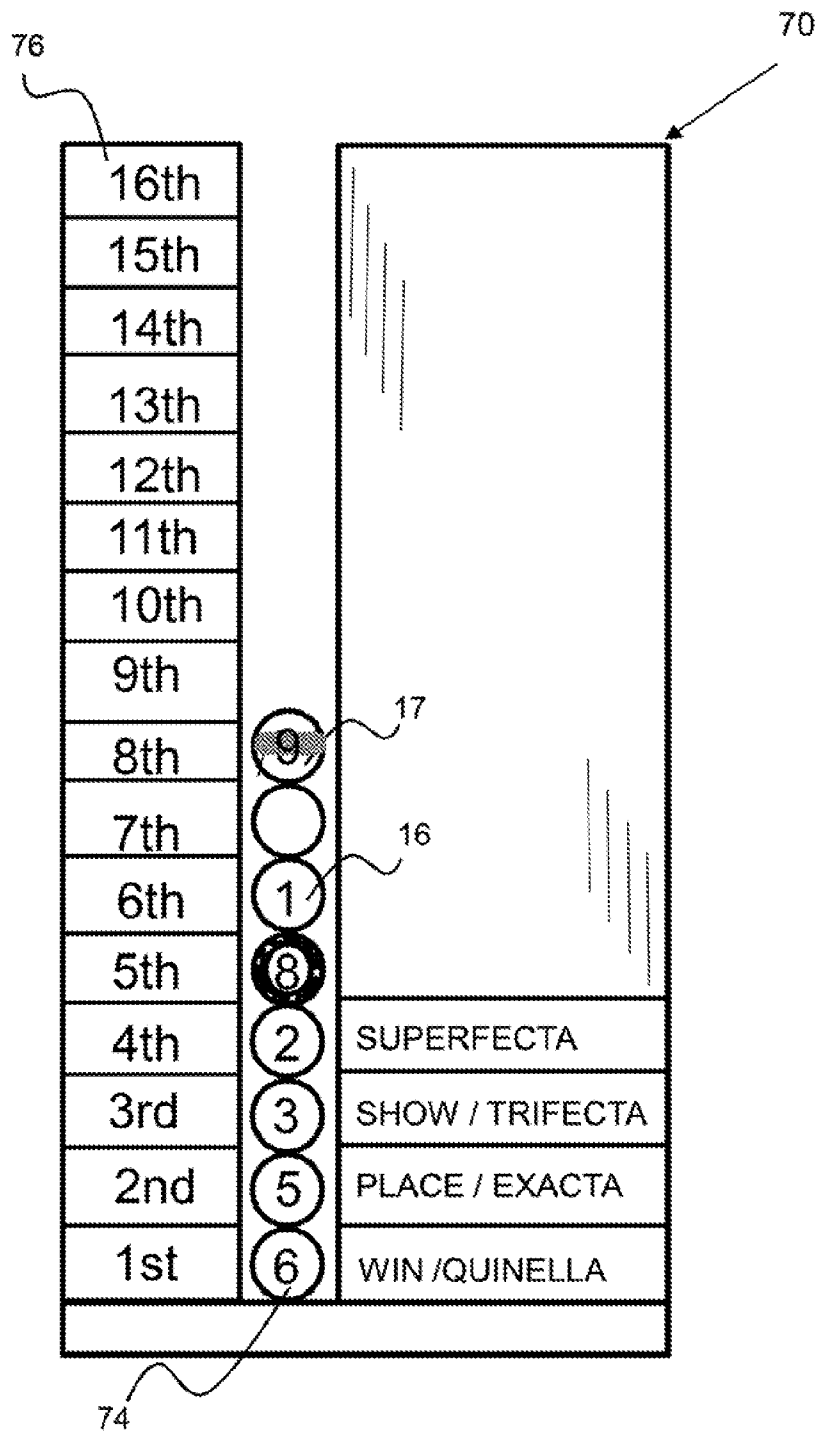 76
70
16th
15th
14th
13th
12th
11th
10th
9th
8th 9 17
7th
6th 1 16
5th 8
4th 2 SUPERFECTA
3rd 3 SHOW / TRIFECTA
2nd 5 PLACE / EXACTA
1st 6 WIN /QUINELLA
74